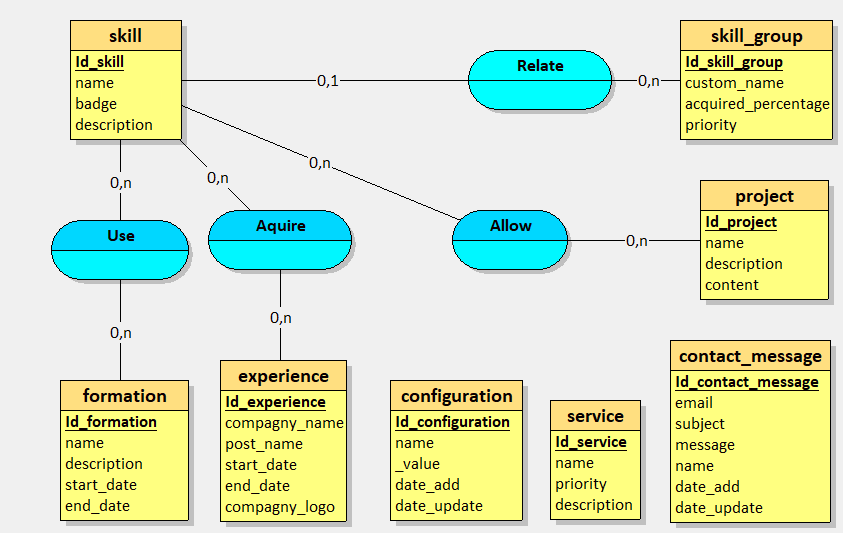 skill
Id_skill
name
badge
description
0,1
Relate
0,n
skill_group
Id_skill_group
custom_name
acquired_percentage
priority
0,n
0,n
0,n
Use
Aquire
Allow
0,n
project
Id_project
name
description
content
0,n
0,n
formation
Id_formation
name
description
start_date
end_date
experience
Id_experience
compagny_name
post_name
start_date
end_date
compagny_logo
configuration
Id_configuration
name
_value
date_add
date_update
service
Id_service
name
priority
description
contact_message
Id_contact_message
email
subject
message
name
date_add
date_update